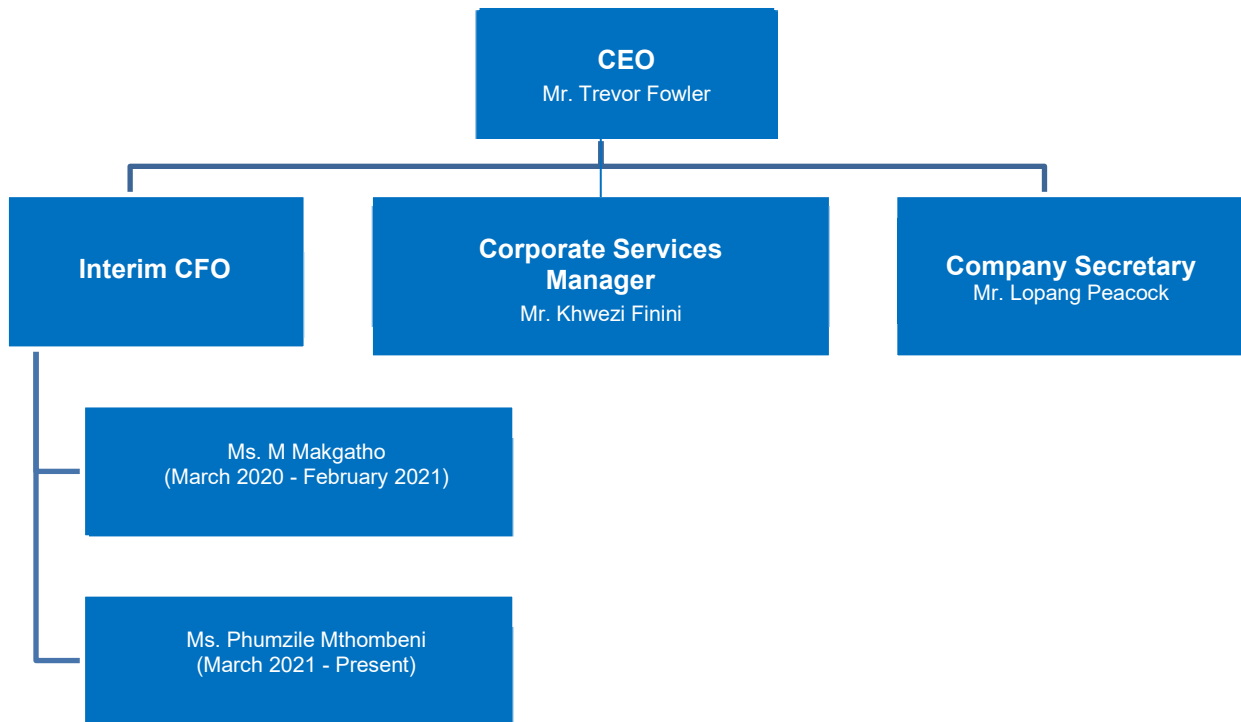 CEO
Mr. Trevor Fowler
Interim CFO
Corporate Services
Manager
Mr. Khwezi Finini
Company Secretary
Mr. Lopang Peacock
Ms. M Makgatho
(March 2020 - February 2021)
Ms. Phumzile Mthombeni
(March 2021 - Present)